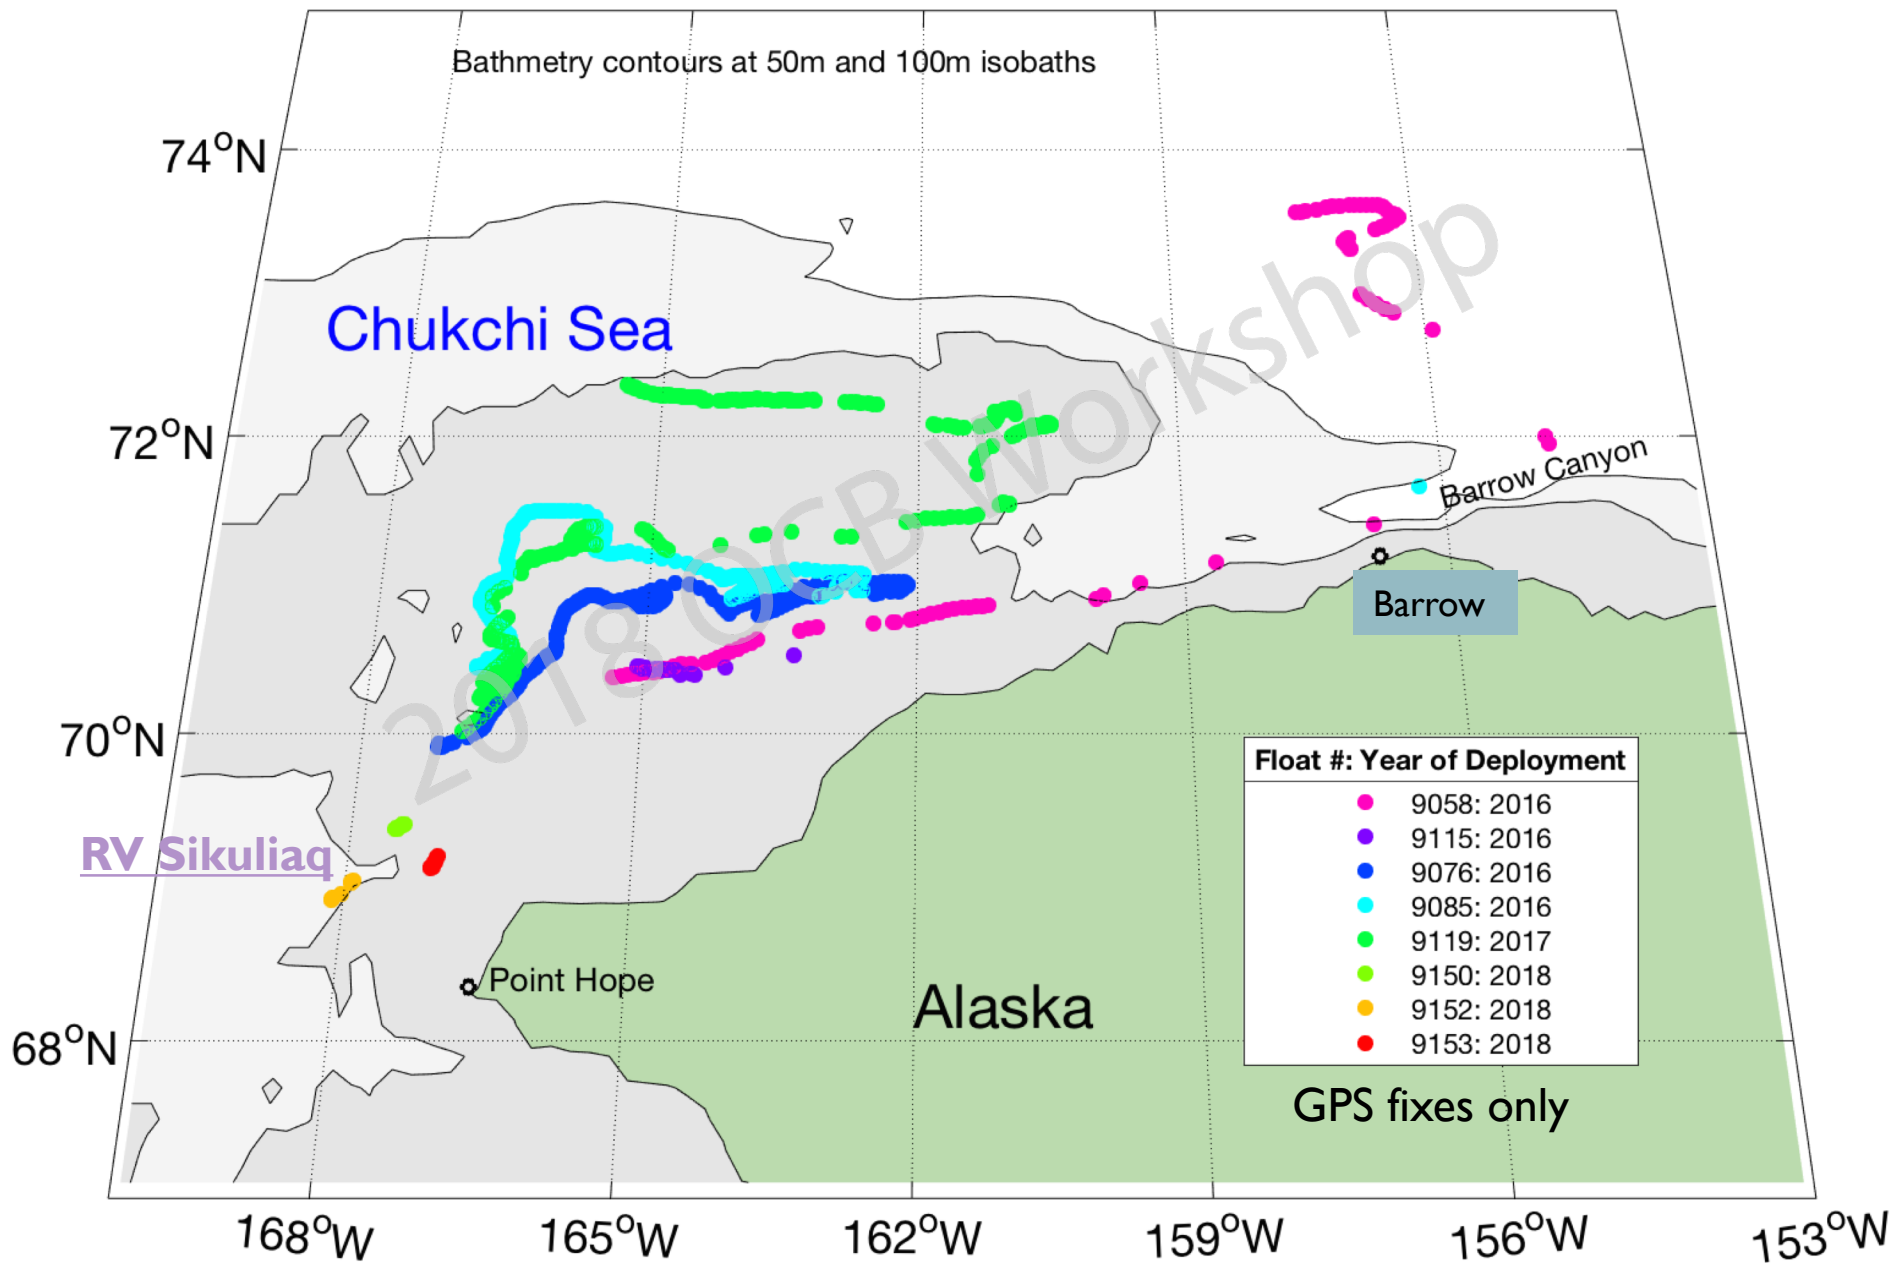 Bathmetry contours at 50m and 100m isobaths
74°N
Chukchi Sea
72°N
Barrow Canyon
Barrow
2018 ©OCB Workshop
70°N
Float #: Year of Deployment
9058: 2016
9115: 2016
9076: 2016
9085: 2016
9119: 2017
9150: 2018
9152: 2018
9153: 2018
RV Sikuliaq
Point Hope
Alaska
68°N
GPS fixes only
168°W 165°W 162°W 159°W 156°W 153°W